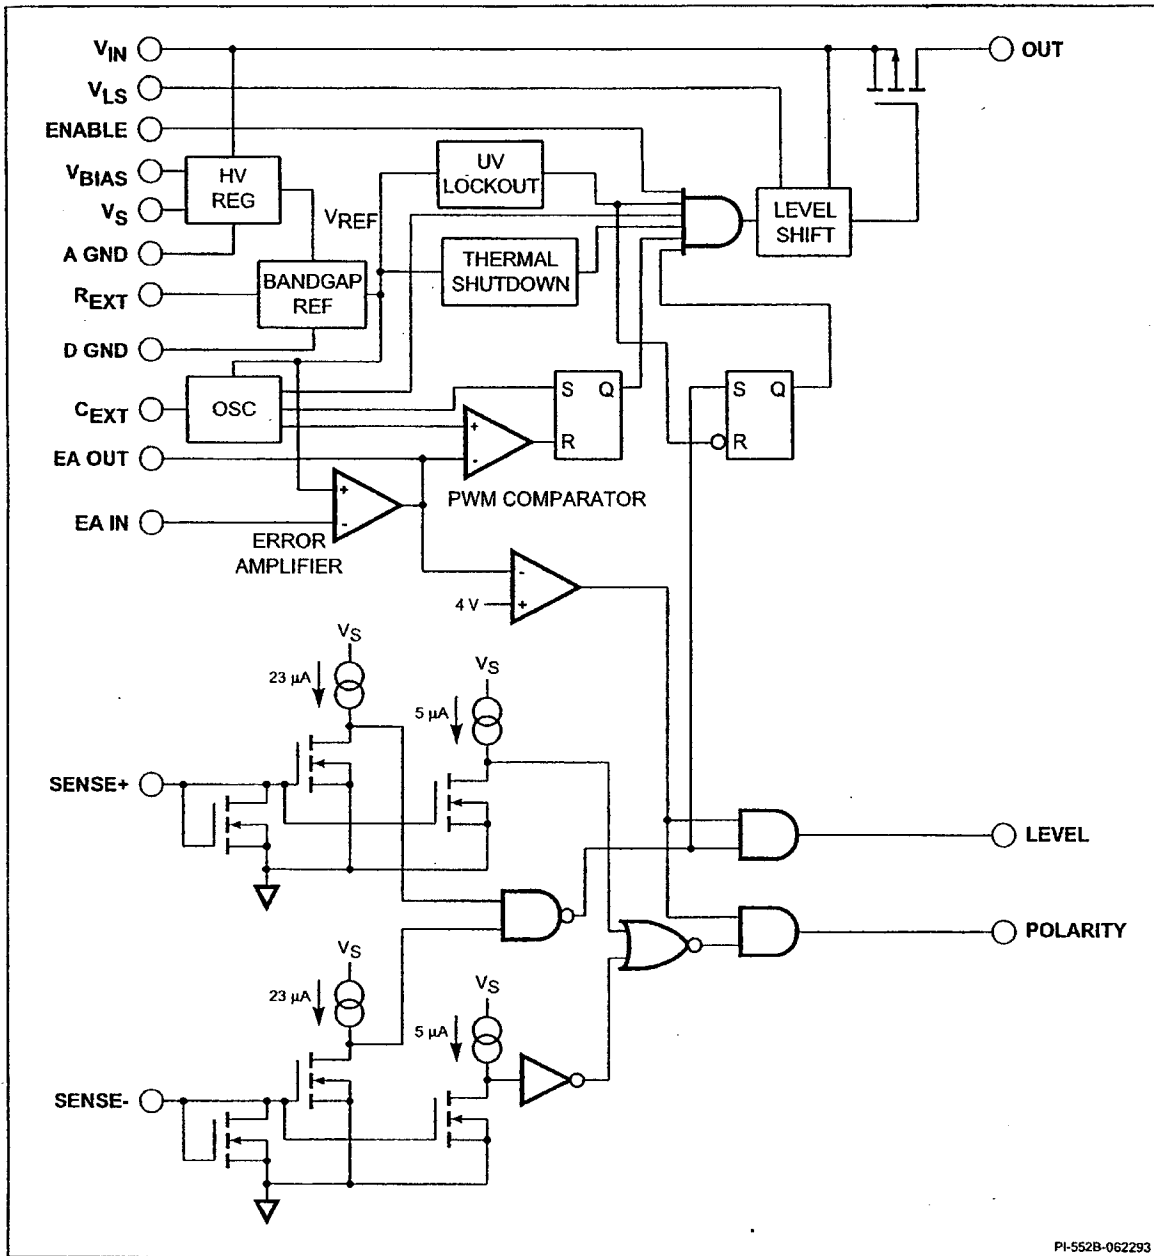 VIN
OUT
VLS
ENABLE
VBIAS
HV
REG
UV
LOCKOUT
VS
VREF
LEVEL
SHIFT
A GND
THERMAL
SHUTDOWN
REXT
BANDGAP
REF
D GND
CEXT
OSC
S Q
R
S Q
R
EA OUT
+
-
PWM COMPARATOR
EA IN
+
-
ERROR
AMPLIFIER
-
4 V
+
VS
23 µA
VS
5 µA
SENSE+
LEVEL
POLARITY
VS
23 µA
VS
5 µA
SENSE-
PI-552B-062293